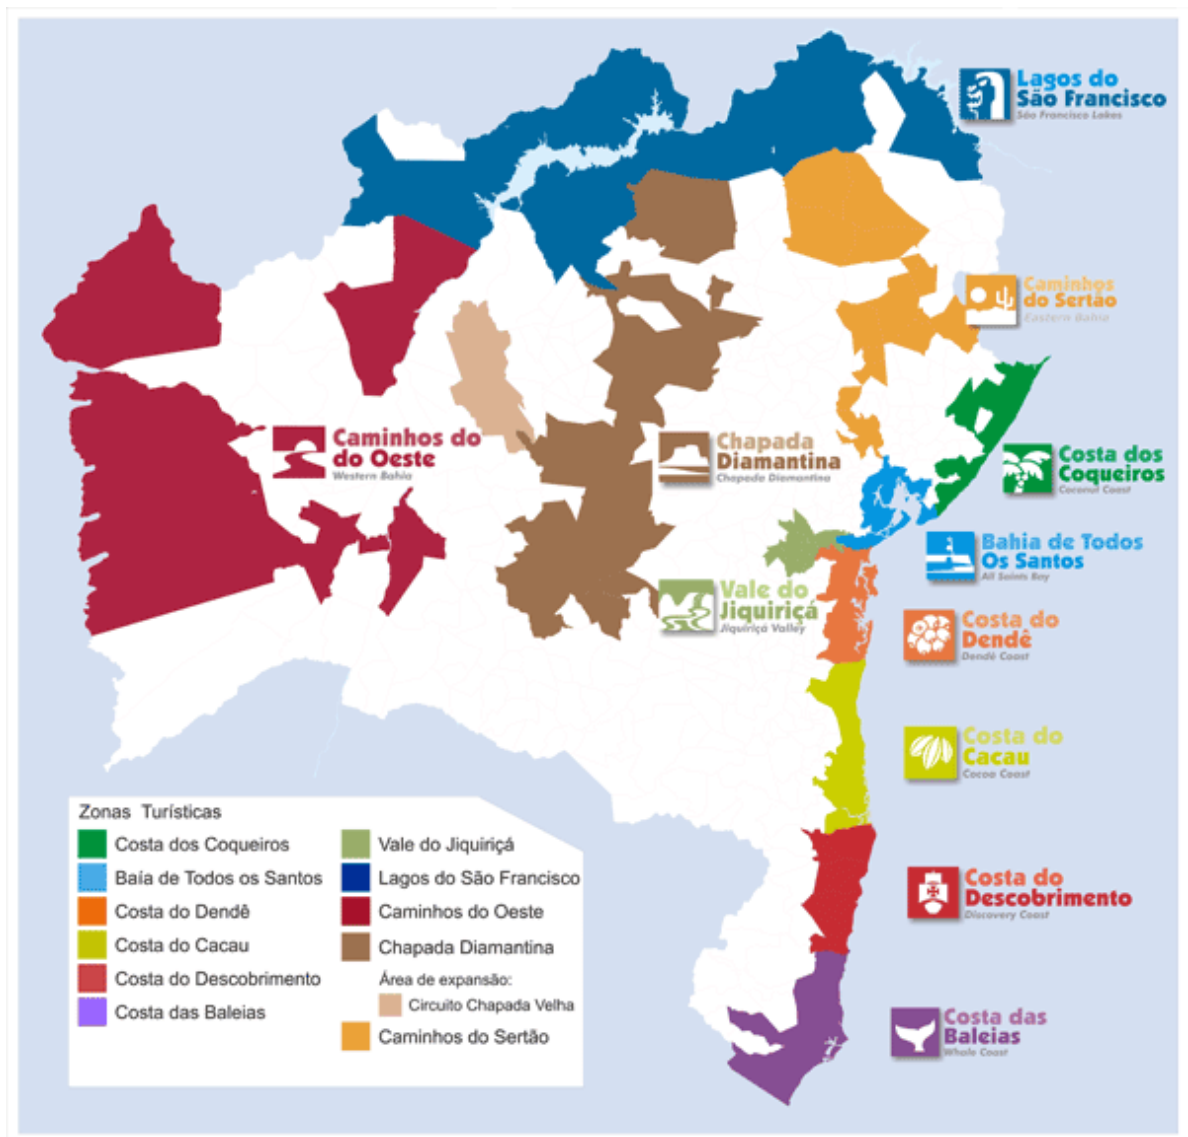 Lagos do
São Francisco
São Francisco Lakes
Caminhos
do Sertão
Eastern Bahia
Caminhos do
do Oeste
Western Bahia
Chapada
Diamantina
Chapada Diamantina
Costa dos
Coqueiros
Coconut Coast
Bahia de Todos
Os Santos
All Saints Bay
Vale do
Jiquiriçá
Jiquiriçá Valley
Costa do
Dendê
Dendê Coast
Costa do
Cacau
Cocoa Coast
Costa do
Descobrimento
Discovery Coast
Costa das
Baleias
Whale Coast
Zonas Turísticas
Costa dos Coqueiros
Baía de Todos os Santos
Costa do Dendê
Costa do Cacau
Costa do Descobrimento
Costa das Baleias
Vale do Jiquiriçá
Lagos do São Francisco
Caminhos do Oeste
Chapada Diamantina
Área de expansão:
Circuito Chapada Velha
Caminhos do Sertão